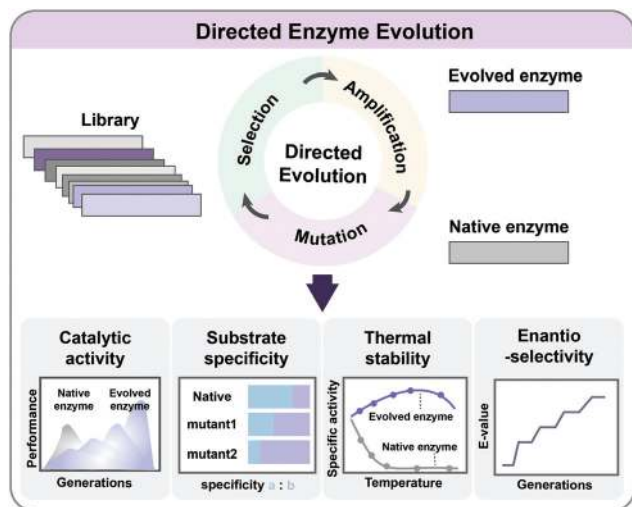 Directed Enzyme Evolution
Library
Selection
Amplification
Directed
Evolution
Mutation
Evolved enzyme
Native enzyme
Catalytic
activity
Performance
Native
enzyme
Evolved
enzyme
Generations
Substrate
specificity
Native
mutant1
mutant2
specificity a : b
Thermal
stability
Specific activity
Evolved enzyme
Native enzyme
Temperature
Enantio
-selectivity
E-value
Generations